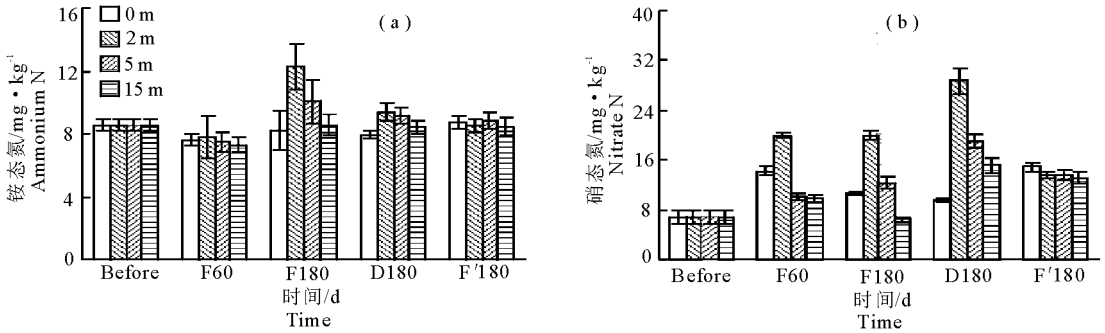 16
12
8
4
0
铵态氮/mg·kg⁻¹
Ammonium N
0 m
2 m
5 m
15 m
(a)
Before F60 F180 D180 F′180
时间/d
Time
40
32
24
16
8
0
硝态氮/mg·kg⁻¹
Nitrate N
(b)
Before F60 F180 D180 F′180
时间/d
Time